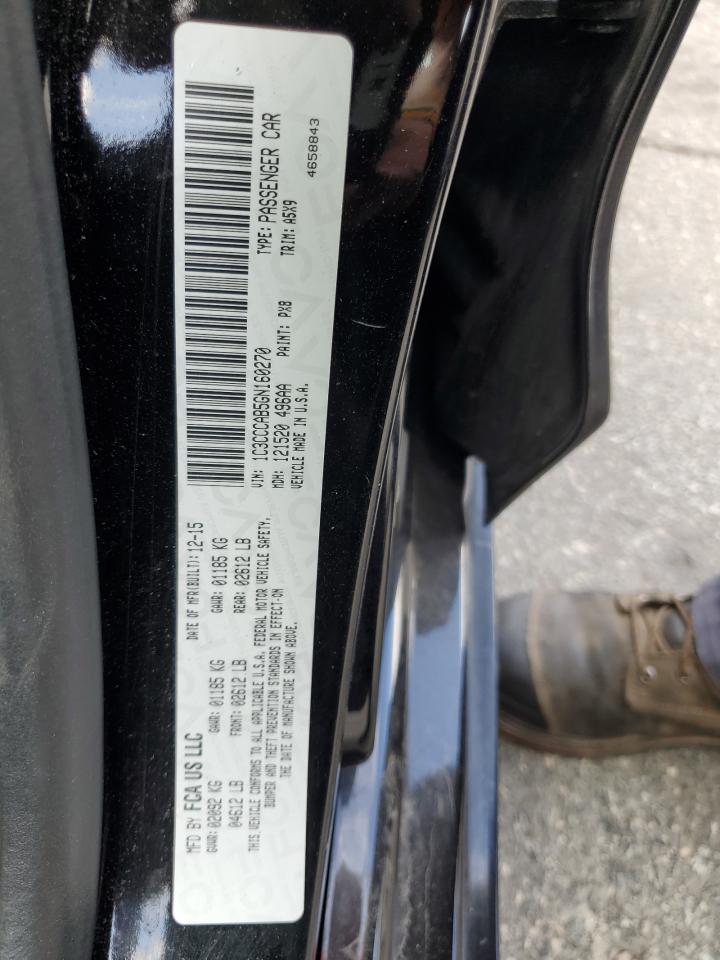 MFD BY FCA US LLC DATE OF MFR(BUILT): 12-15
GVWR: 02092 KG GAWR: 01185 KG GAWR: 01185 KG
04612 LB FRONT: 02612 LB REAR: 02612 LB
THIS VEHICLE CONFORMS TO ALL APPLICABLE U.S.A. FEDERAL MOTOR VEHICLE SAFETY,
BUMPER AND THEFT PREVENTION STANDARDS IN EFFECT ON
THE DATE OF MANUFACTURE SHOWN ABOVE.
VIN: 1C3CCCAB5GN160270 TYPE: PASSENGER CAR
MDH: 121520 496AA PAINT: PX8 TRIM: A5X9
VEHICLE MADE IN U.S.A.
4658843